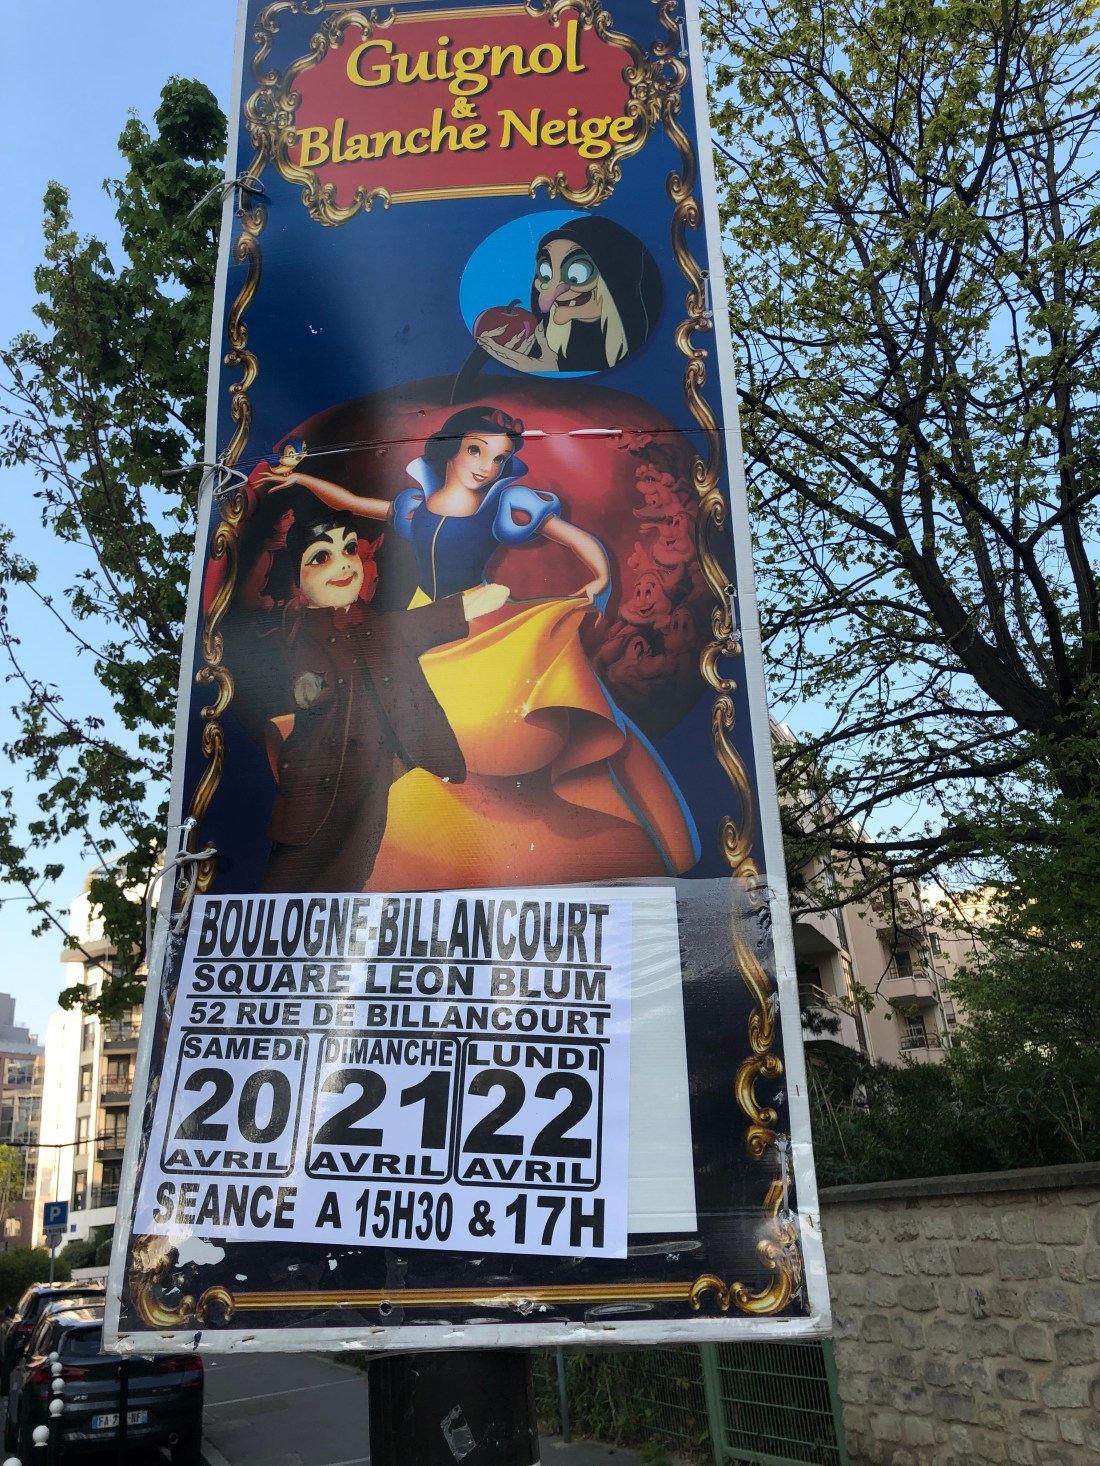 Guignol
&
Blanche Neige
BOULOGNE-BILLANCOURT
SQUARE LEON BLUM
52 RUE DE BILLANCOURT
SAMEDI DIMANCHE LUNDI
20 21 22
AVRIL AVRIL AVRIL
SEANCE A 15H30 & 17H
P